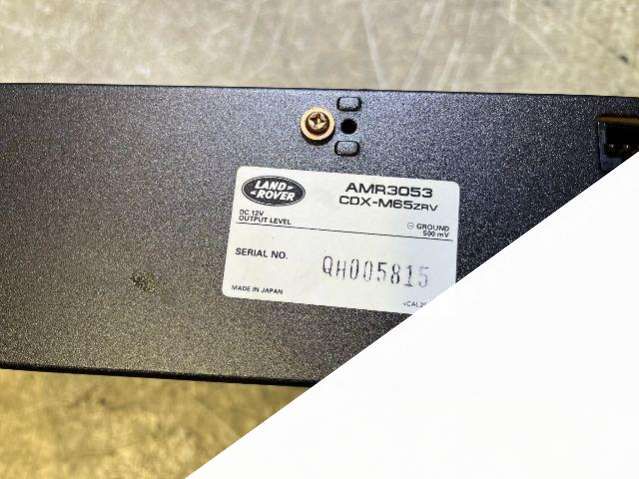 LAND
ROVER
AMR3053
CDX-M65ZRV
DC 12V
OUTPUT LEVEL
⊖ GROUND
500 mV
SERIAL NO.
QH005815
MADE IN JAPAN